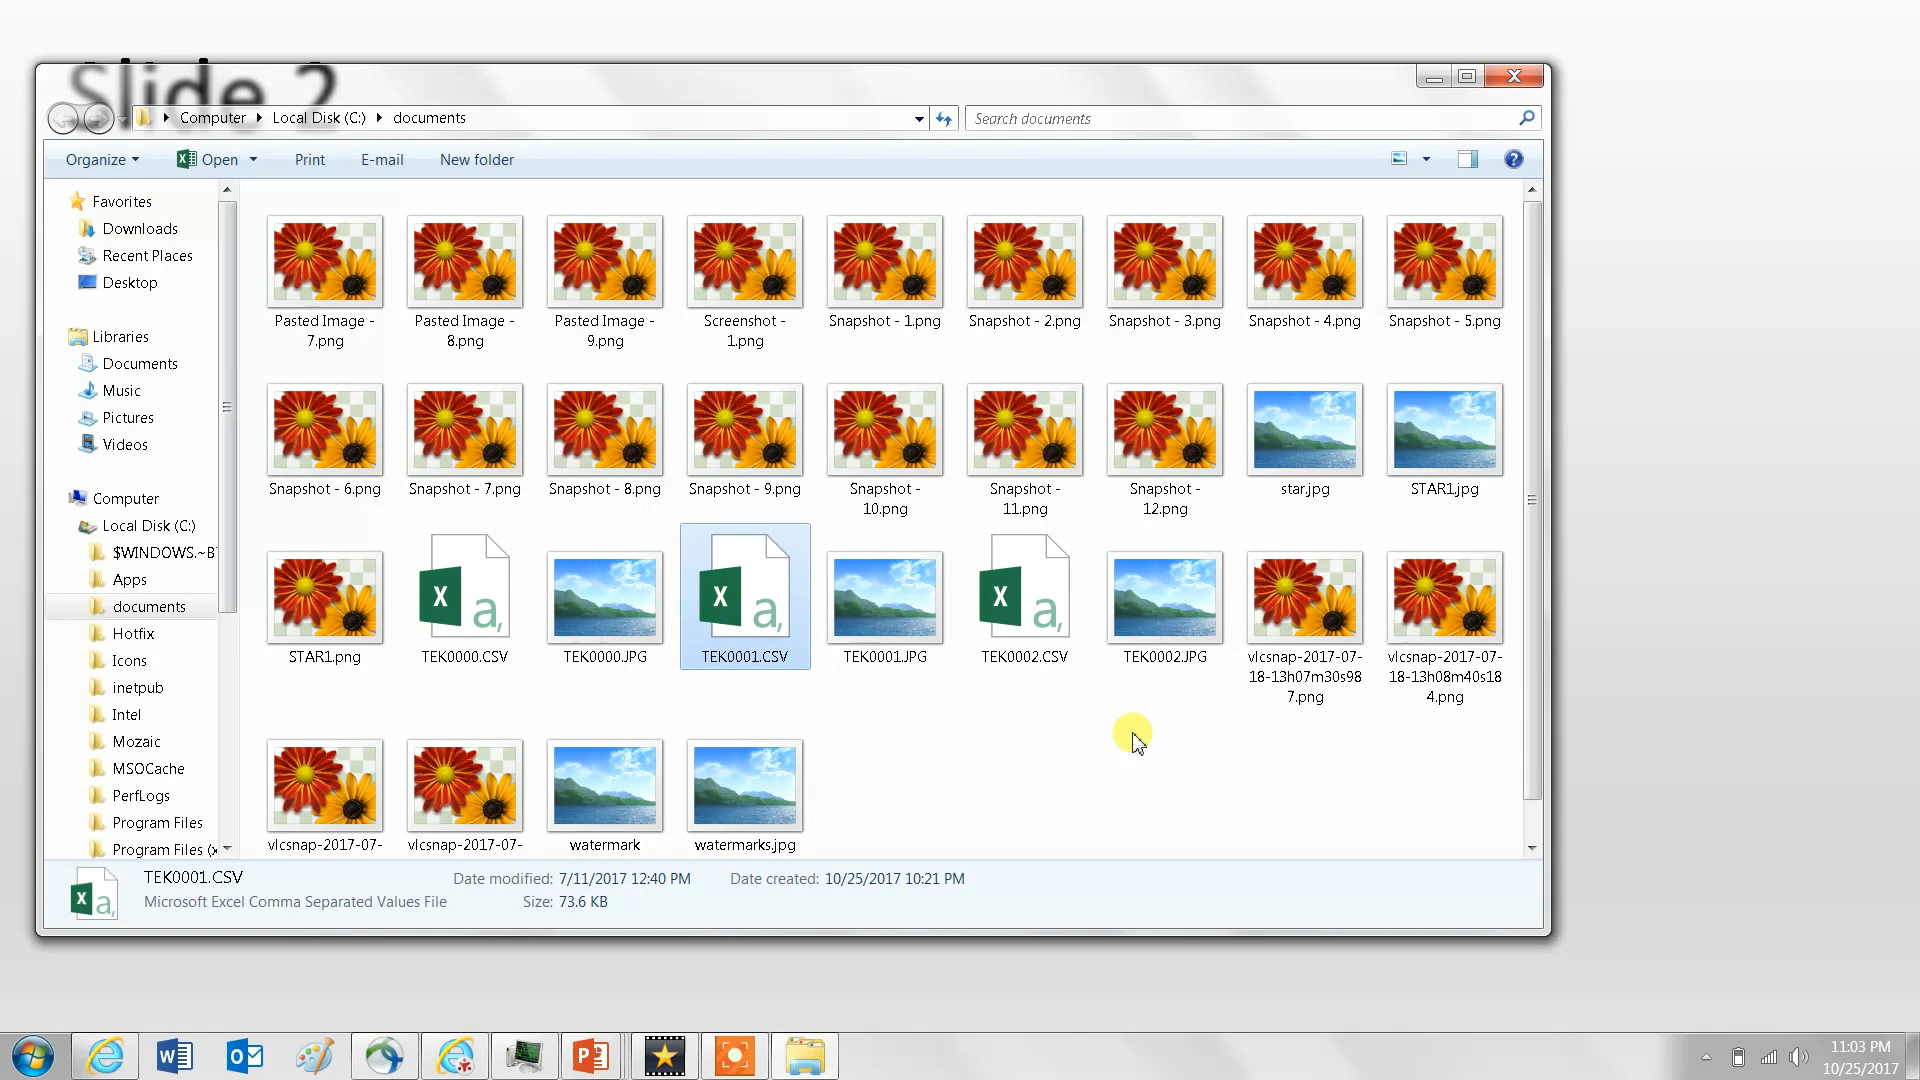 Slide 2
Computer Local Disk (C:) documents
Search documents
Organize Open Print E-mail New folder
Favorites
Downloads
Recent Places
Desktop
Libraries
Documents
Music
Pictures
Videos
Computer
Local Disk (C:)
$WINDOWS.~B
Apps
documents
Hotfix
Icons
inetpub
Intel
Mozaic
MSOCache
PerfLogs
Program Files
Program Files (x
Pasted Image -
7.png
Pasted Image -
8.png
Pasted Image -
9.png
Screenshot -
1.png
Snapshot - 1.png
Snapshot - 2.png
Snapshot - 3.png
Snapshot - 4.png
Snapshot - 5.png
Snapshot - 6.png
Snapshot - 7.png
Snapshot - 8.png
Snapshot - 9.png
Snapshot -
10.png
Snapshot -
11.png
Snapshot -
12.png
star.jpg
STAR1.jpg
STAR1.png
TEK0000.CSV
TEK0000.JPG
TEK0001.CSV
TEK0001.JPG
TEK0002.CSV
TEK0002.JPG
vlcsnap-2017-07-
18-13h07m30s98
7.png
vlcsnap-2017-07-
18-13h08m40s18
4.png
vlcsnap-2017-07-
vlcsnap-2017-07-
watermark
watermarks.jpg
TEK0001.CSV
Microsoft Excel Comma Separated Values File
Date modified: 7/11/2017 12:40 PM
Size: 73.6 KB
Date created: 10/25/2017 10:21 PM
11:03 PM
10/25/2017